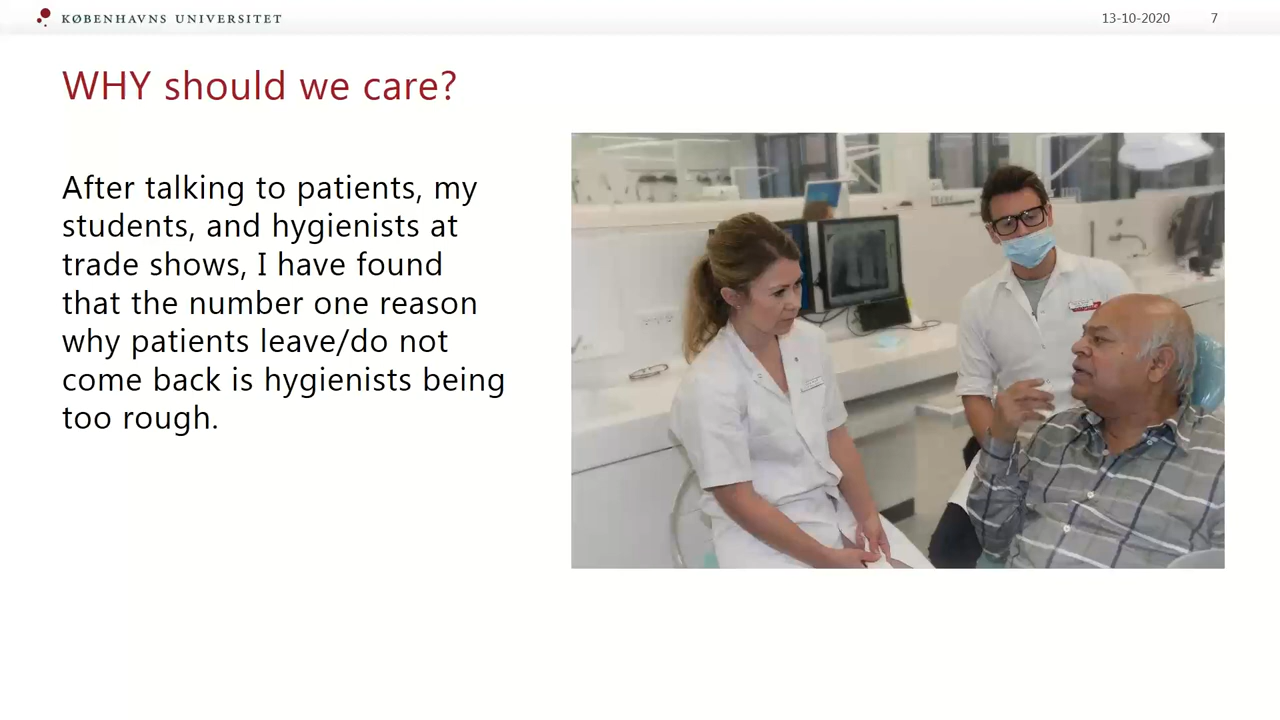 KØBENHAVNS UNIVERSITET
13-10-2020 7
WHY should we care?
After talking to patients, my
students, and hygienists at
trade shows, I have found
that the number one reason
why patients leave/do not
come back is hygienists being
too rough.